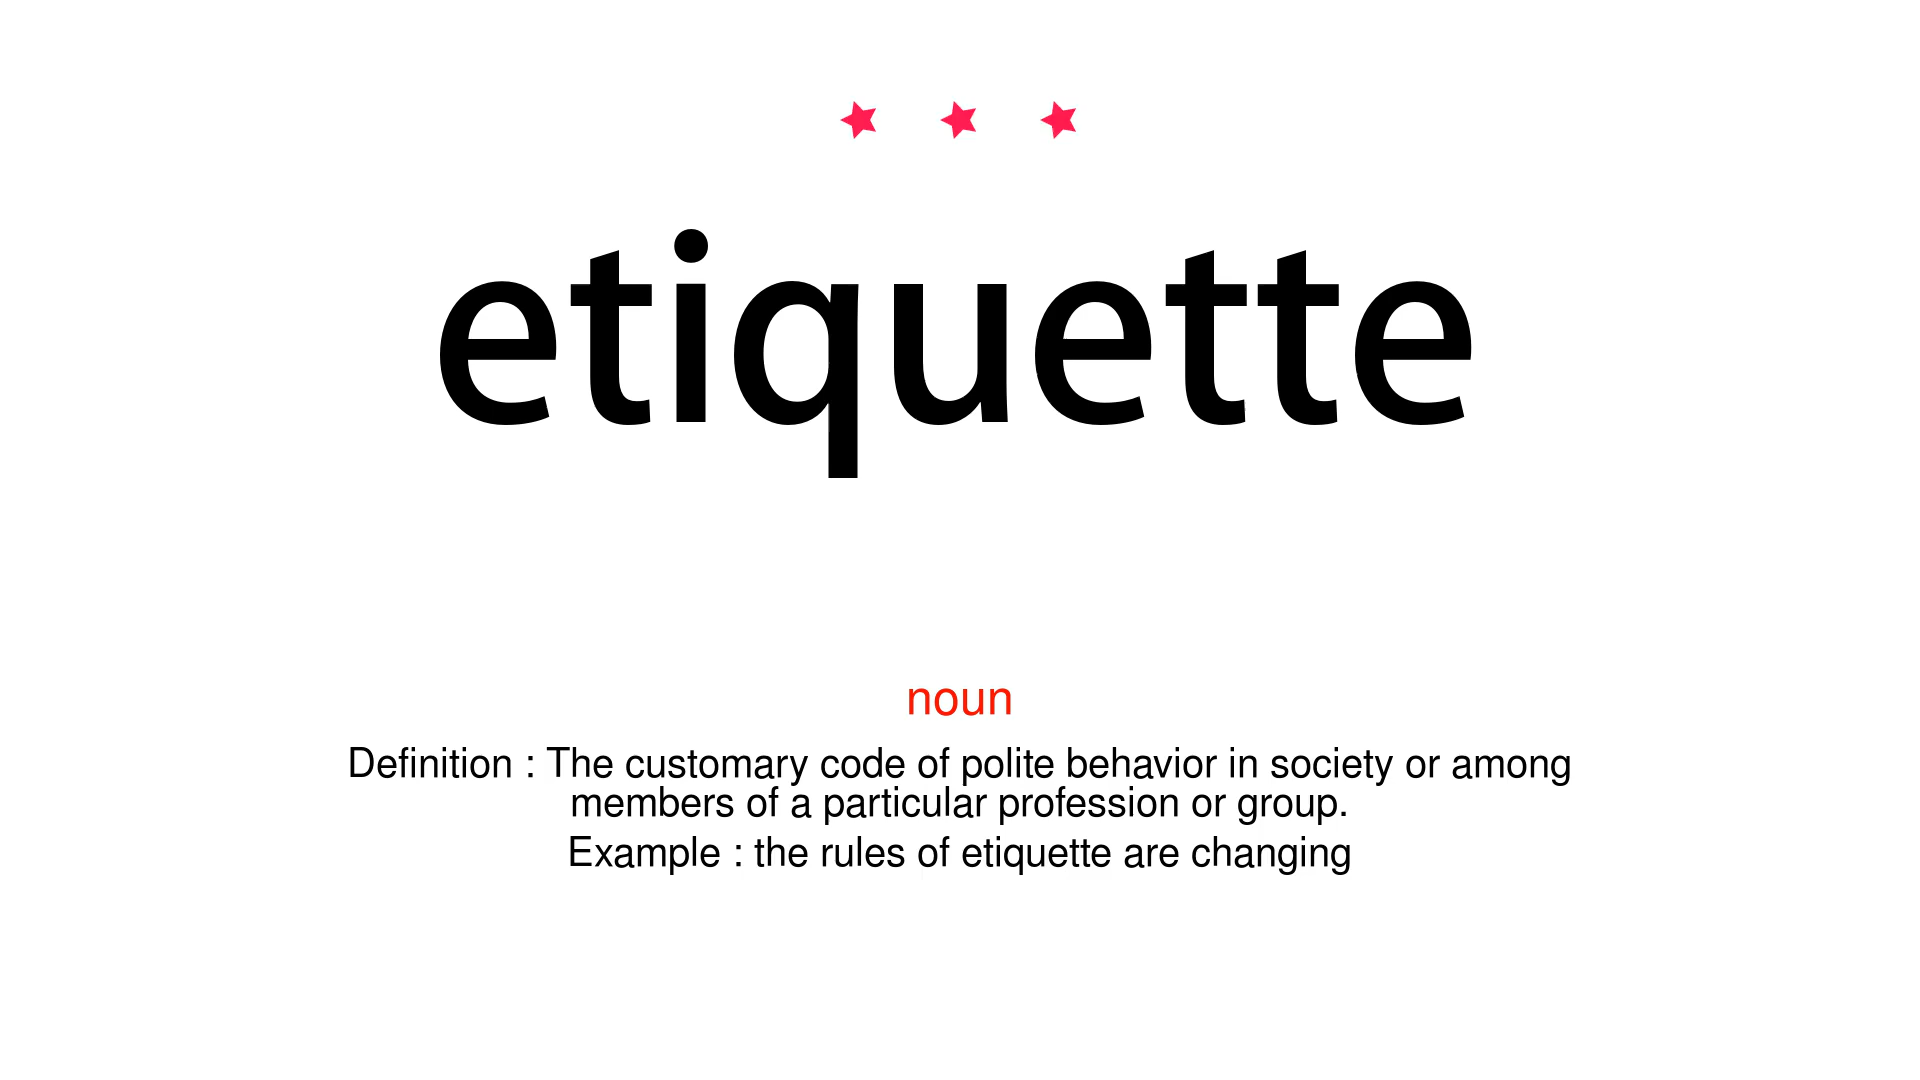 etiquette
noun
Definition : The customary code of polite behavior in society or among
members of a particular profession or group.
Example : the rules of etiquette are changing